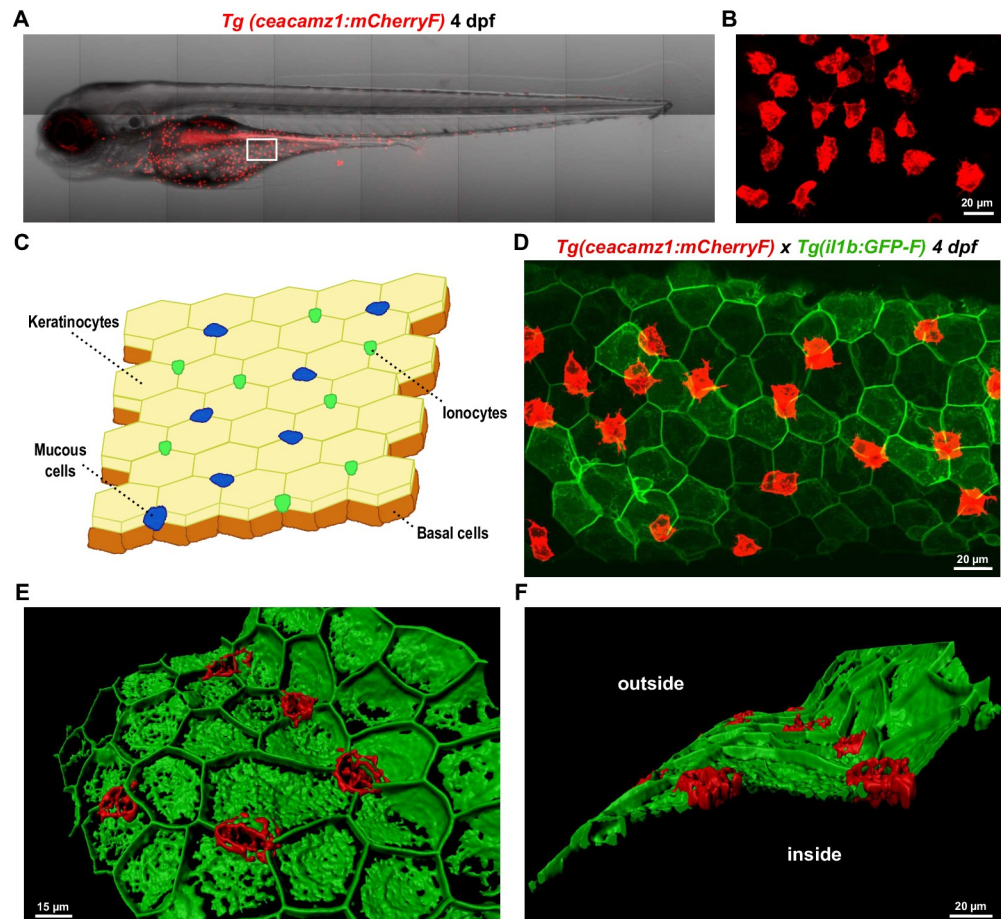 A
Tg (ceacamz1:mCherryF) 4 dpf
B
20 µm
C
Keratinocytes
Ionocytes
Mucous
cells
Basal cells
D
Tg(ceacamz1:mCherryF) x Tg(il1b:GFP-F) 4 dpf
20 µm
E
15 µm
F
outside
inside
20 µm